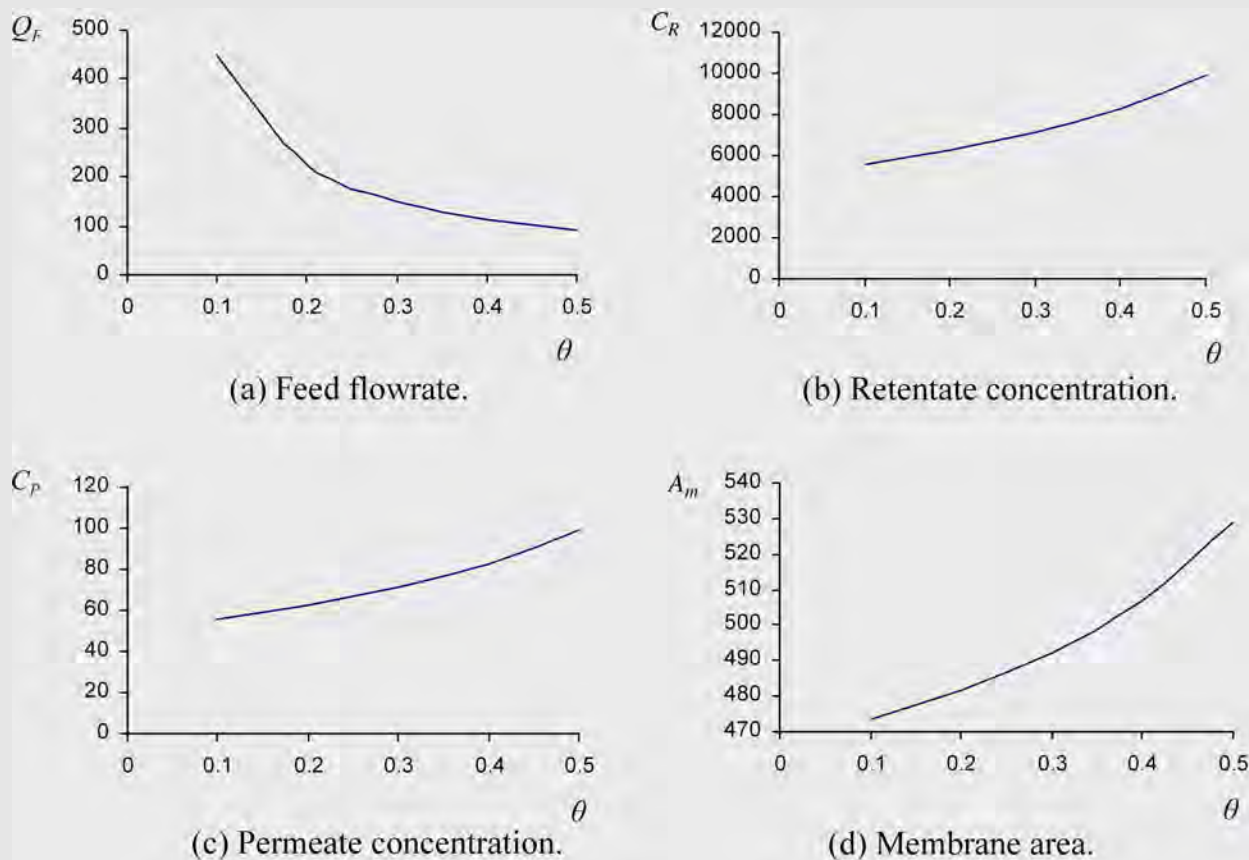 Q_F
500
400
300
200
100
0
0 0.1 0.2 0.3 0.4 0.5
θ
(a) Feed flowrate.
C_R
12000
10000
8000
6000
4000
2000
0
0 0.1 0.2 0.3 0.4 0.5
θ
(b) Retentate concentration.
C_P
120
100
80
60
40
20
0
0 0.1 0.2 0.3 0.4 0.5
θ
(c) Permeate concentration.
A_m
540
530
520
510
500
490
480
470
0 0.1 0.2 0.3 0.4 0.5
θ
(d) Membrane area.